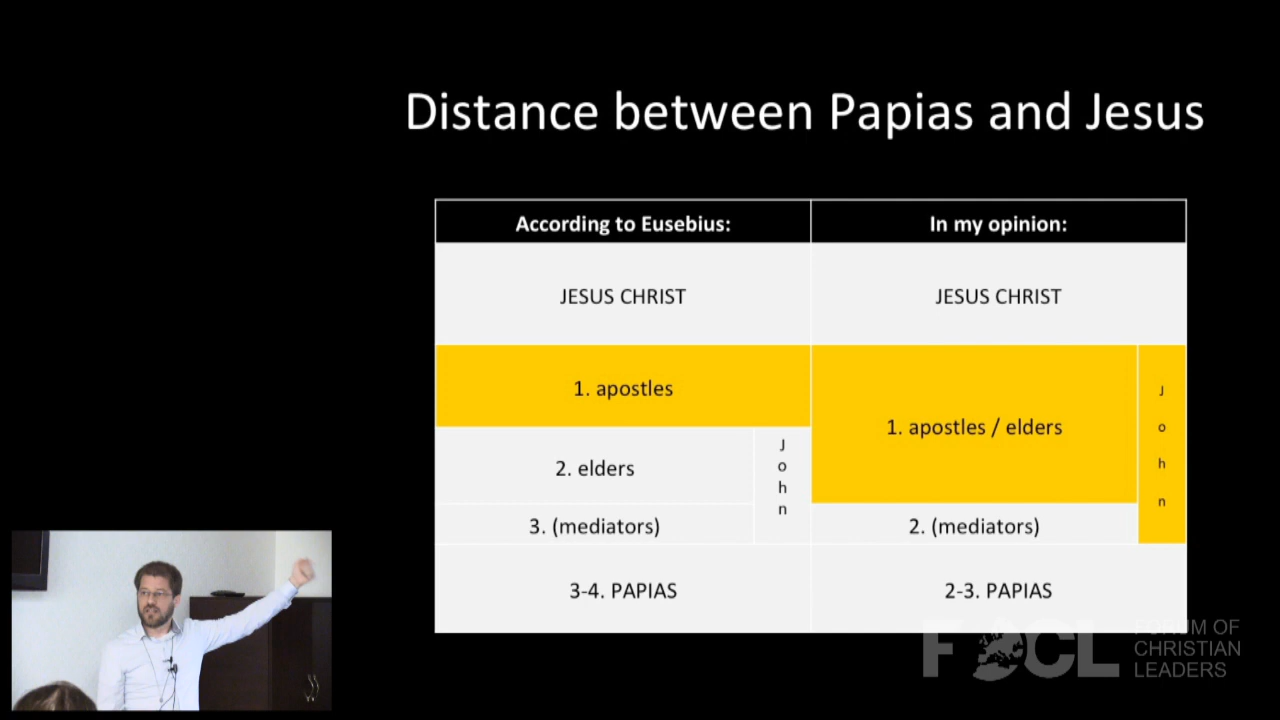 Distance between Papias and Jesus
According to Eusebius:
In my opinion:
JESUS CHRIST
JESUS CHRIST
1. apostles
1. apostles / elders
J
o
h
n
2. elders
J
o
h
n
3. (mediators)
2. (mediators)
3-4. PAPIAS
2-3. PAPIAS
FOCL
FORUM OF
CHRISTIAN
LEADERS